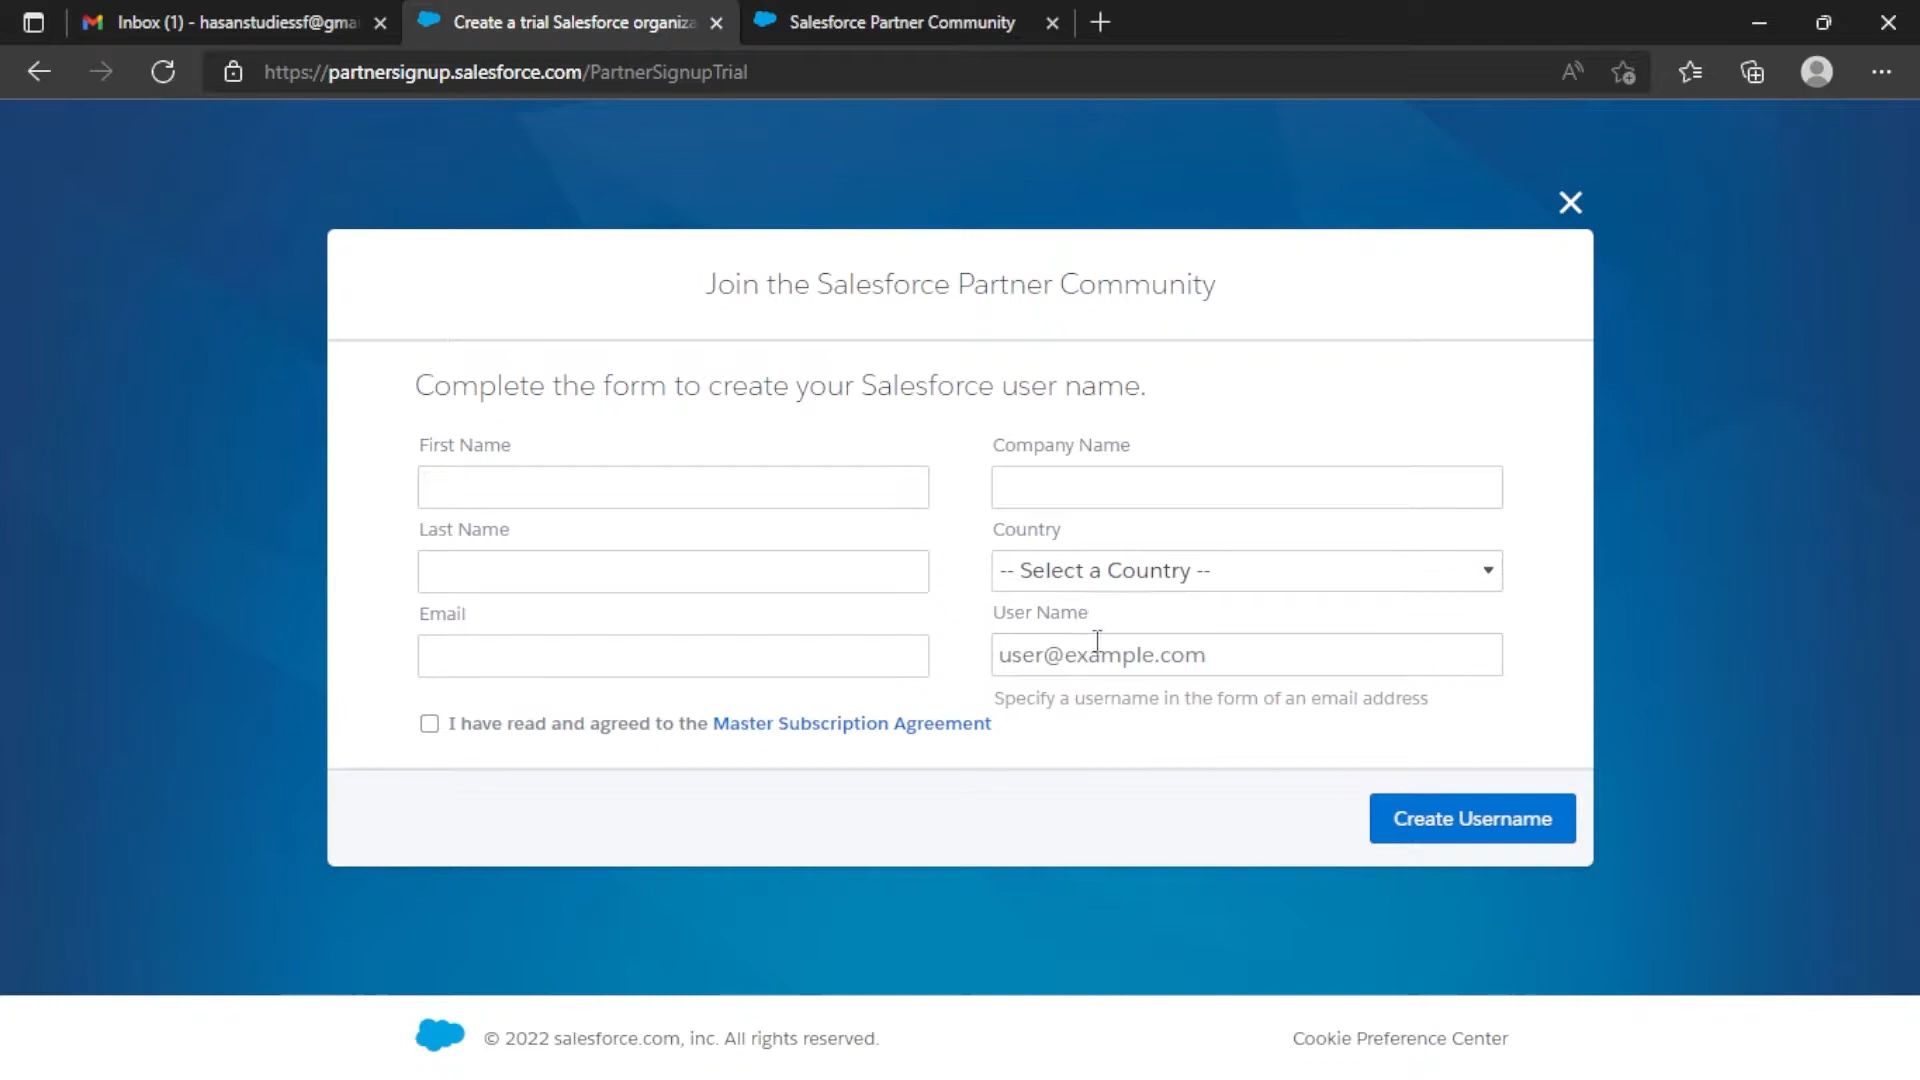 Inbox (1) - hasanstudiessf@gma
Create a trial Salesforce organiza
Salesforce Partner Community
https://partnersignup.salesforce.com/PartnerSignupTrial
Join the Salesforce Partner Community
Complete the form to create your Salesforce user name.
First Name
Company Name
Last Name
Country
-- Select a Country --
Email
User Name
user@example.com
Specify a username in the form of an email address
I have read and agreed to the Master Subscription Agreement
Create Username
© 2022 salesforce.com, inc. All rights reserved.
Cookie Preference Center